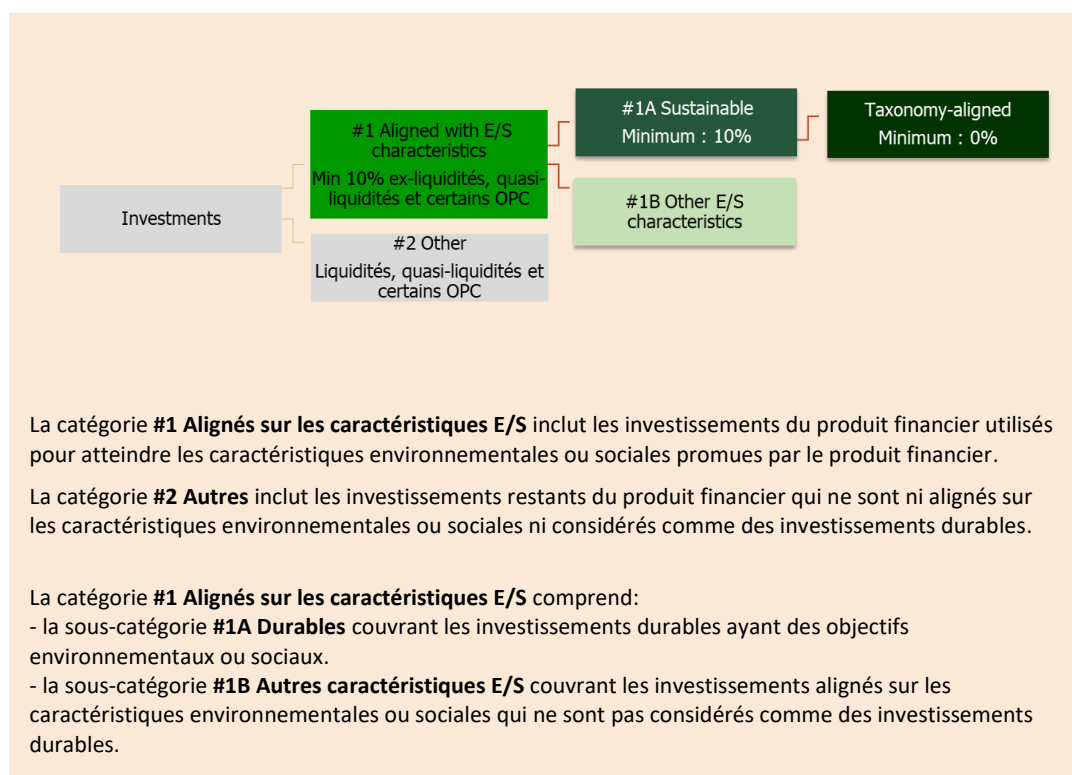 Investments
#1 Aligned with E/S
characteristics
Min 10% ex-liquidités, quasi-
liquidités et certains OPC
#2 Other
Liquidités, quasi-liquidités et
certains OPC
#1A Sustainable
Minimum : 10%
#1B Other E/S
characteristics
Taxonomy-aligned
Minimum : 0%
La catégorie #1 Alignés sur les caractéristiques E/S inclut les investissements du produit financier utilisés
pour atteindre les caractéristiques environnementales ou sociales promues par le produit financier.
La catégorie #2 Autres inclut les investissements restants du produit financier qui ne sont ni alignés sur
les caractéristiques environnementales ou sociales ni considérés comme des investissements durables.
La catégorie #1 Alignés sur les caractéristiques E/S comprend:
- la sous-catégorie #1A Durables couvrant les investissements durables ayant des objectifs
environnementaux ou sociaux.
- la sous-catégorie #1B Autres caractéristiques E/S couvrant les investissements alignés sur les
caractéristiques environnementales ou sociales qui ne sont pas considérés comme des investissements
durables.